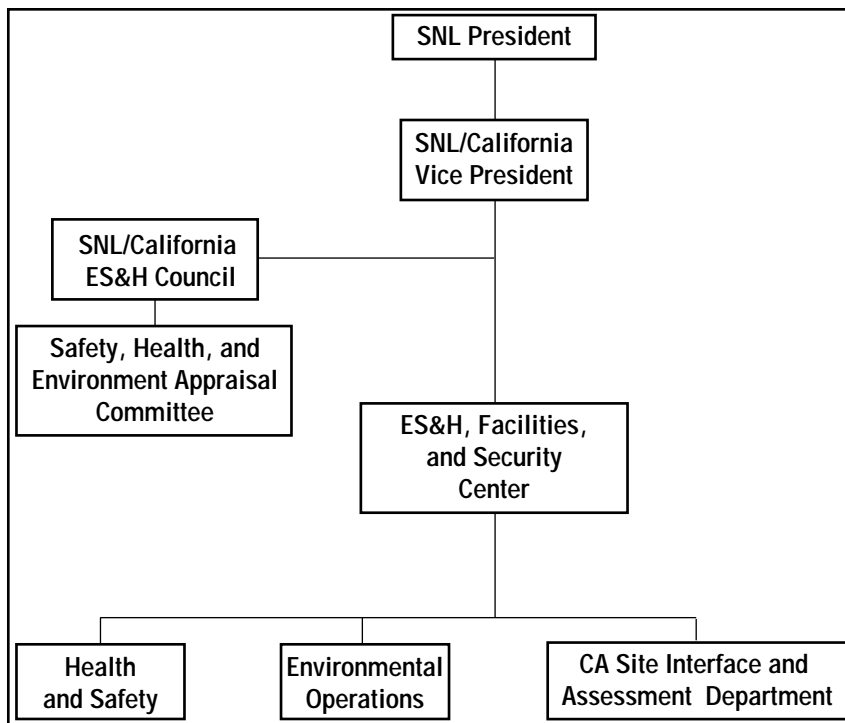 SNL President
SNL/California
Vice President
SNL/California
ES&H Council
Safety, Health, and
Environment Appraisal
Committee
ES&H, Facilities,
and Security
Center
Health
and Safety
Environmental
Operations
CA Site Interface and
Assessment Department